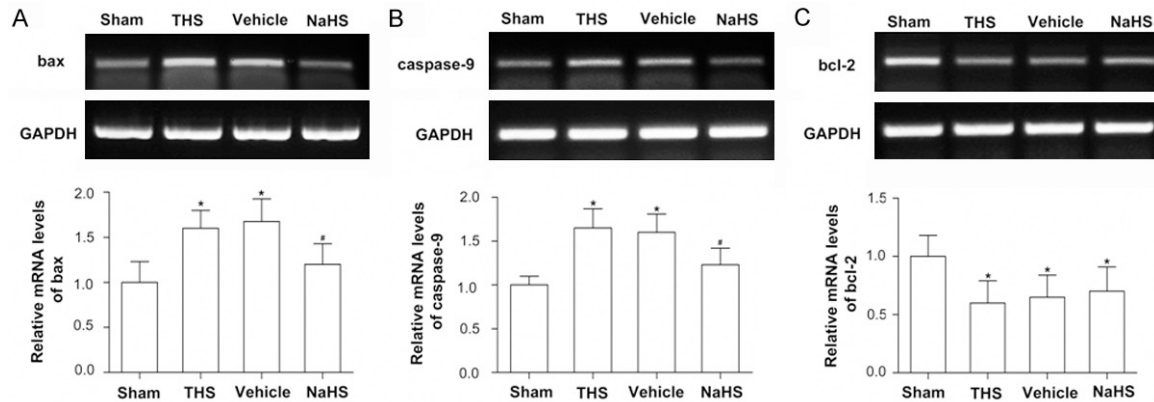 A
Sham THS Vehicle NaHS
bax
GAPDH
Relative mRNA levels
of bax
2.0
*
*
1.5
#
1.0
0.5
0.0
Sham THS Vehicle NaHS
B
Sham THS Vehicle NaHS
caspase-9
GAPDH
Relative mRNA levels
of caspase-9
2.0
*
*
1.5
#
1.0
0.5
0.0
Sham THS Vehicle NaHS
C
Sham THS Vehicle NaHS
bcl-2
GAPDH
Relative mRNA levels
of bcl-2
1.5
1.0
* * *
0.5
0.0
Sham THS Vehicle NaHS